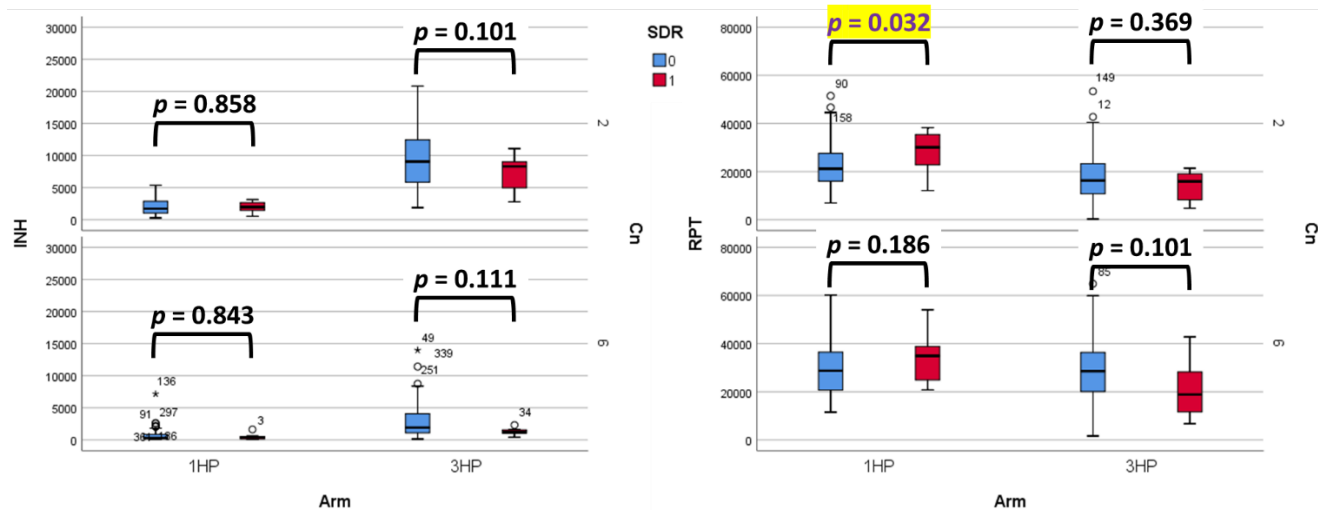 30000
25000
20000
15000
10000
5000
0
p = 0.858
p = 0.101
2
INH
30000
25000
20000
15000
10000
5000
0
p = 0.843
p = 0.111
136
91
297
36
186
3
49
339
251
34
6
Cn
1HP
3HP
Arm
SDR
0
1
80000
60000
40000
20000
0
p = 0.032
p = 0.369
90
158
149
12
2
RPT
80000
60000
40000
20000
0
p = 0.186
p = 0.101
85
6
Cn
1HP
3HP
Arm